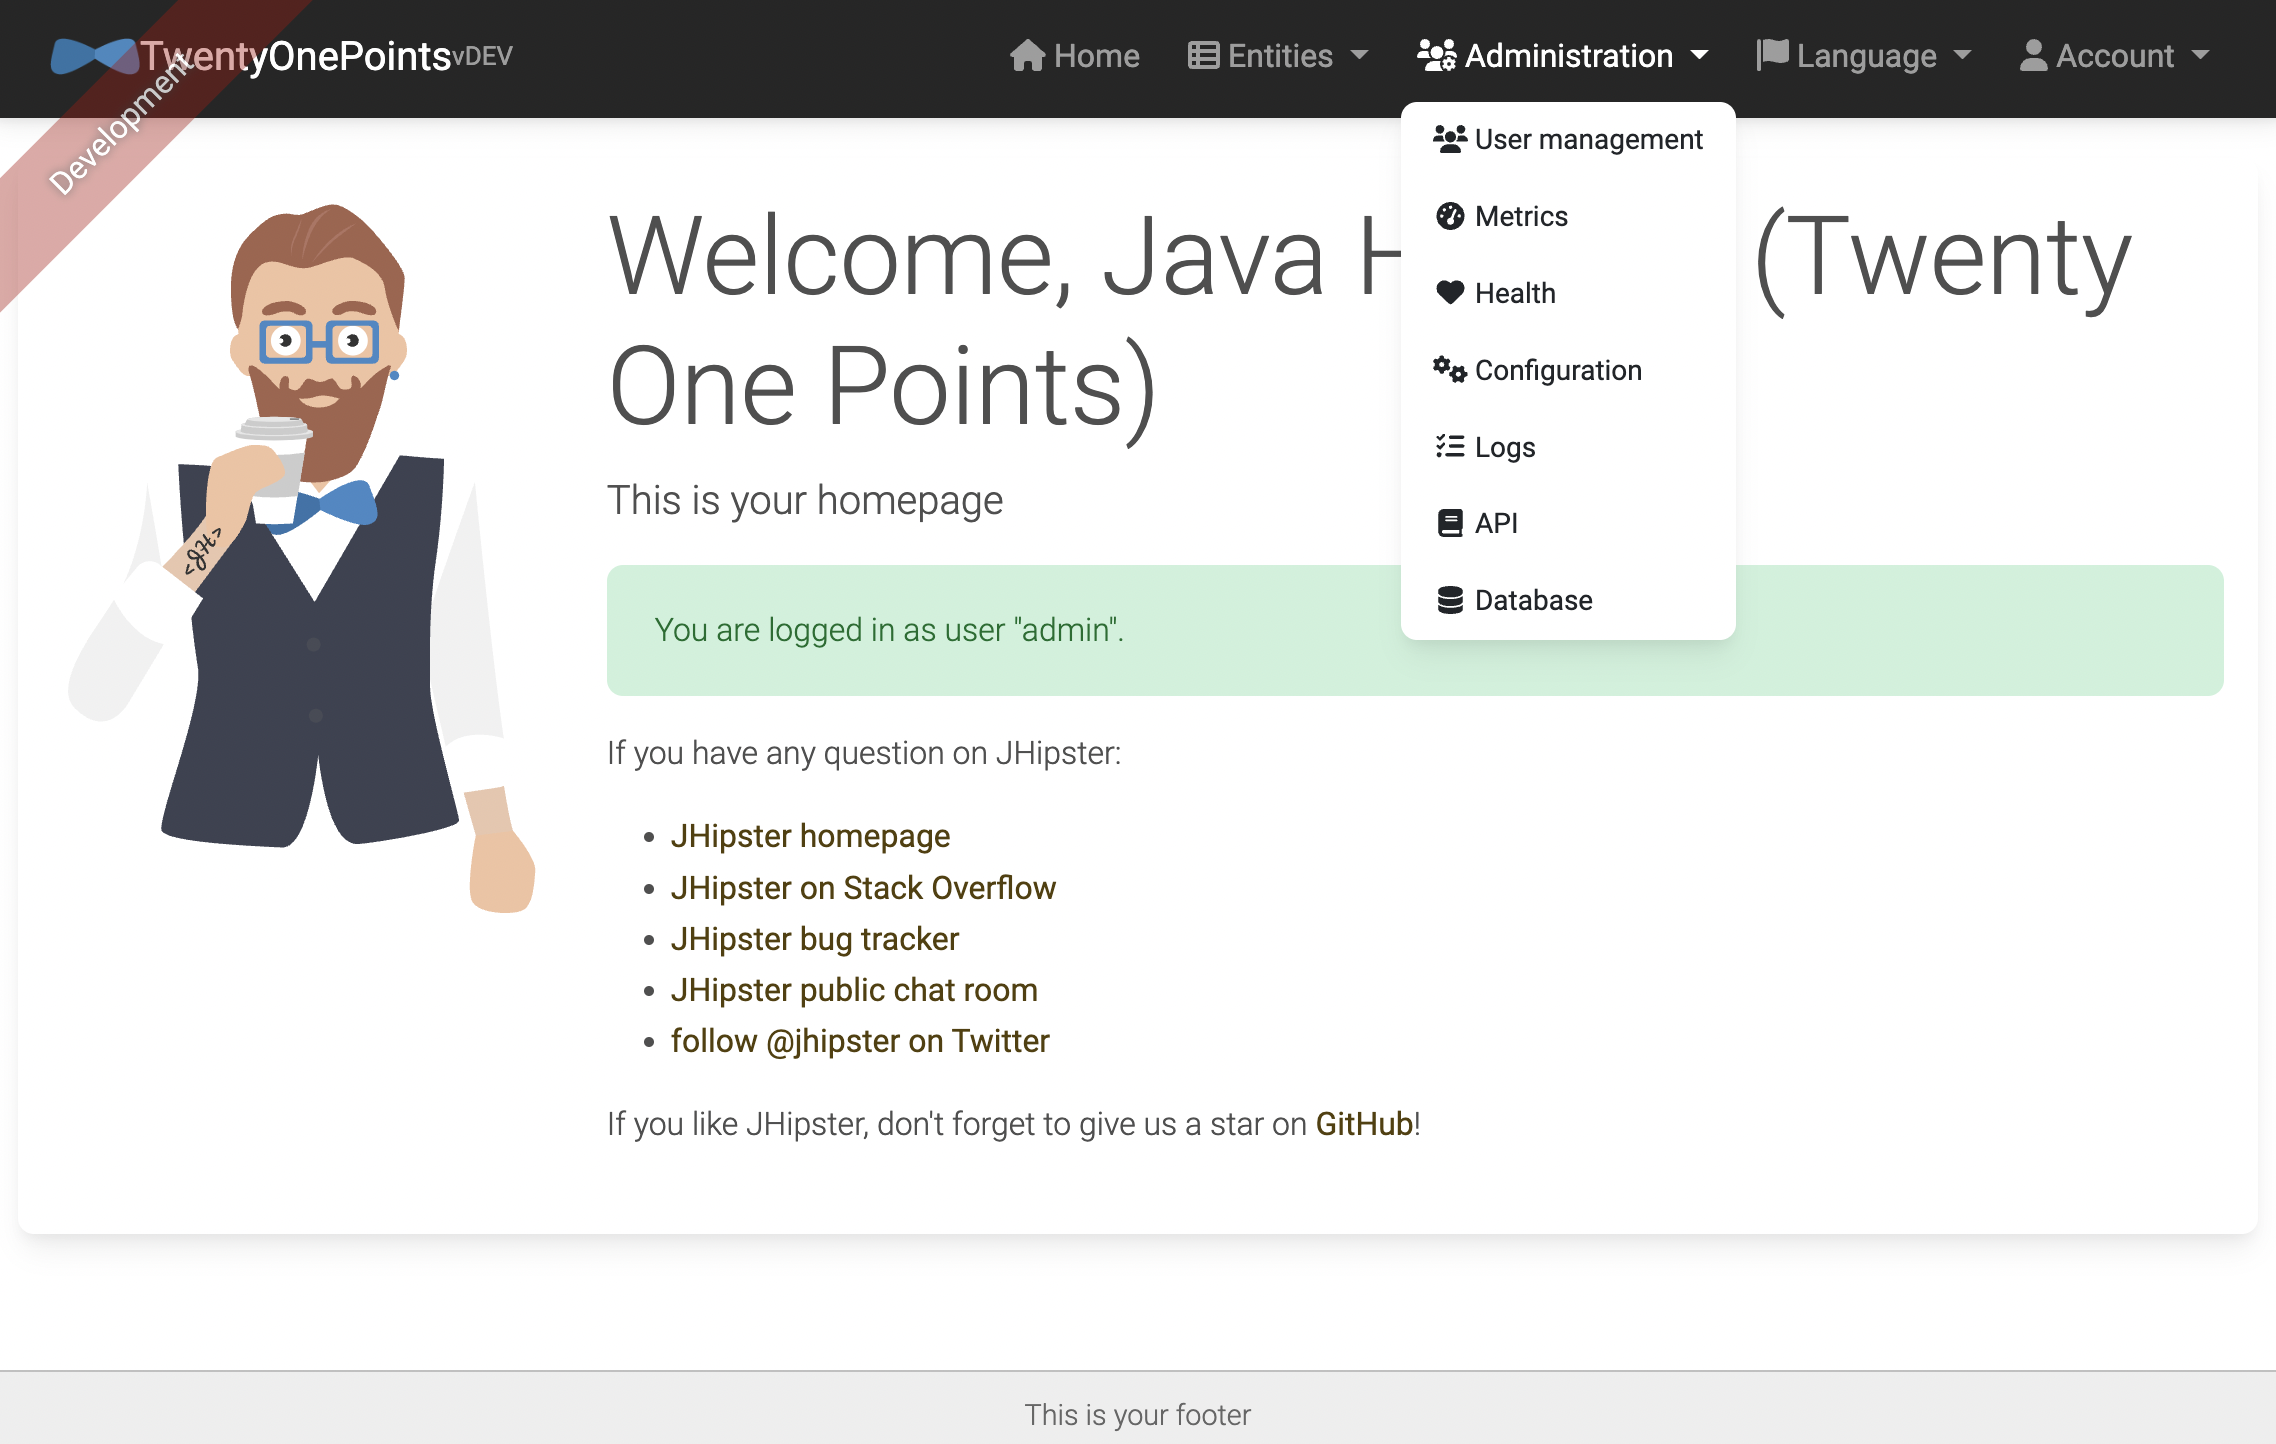 TwentyOnePoints vDEV
Home
Entities
Administration
Language
Account
Development
User management
Metrics
Health
Configuration
Logs
API
Database
Welcome, Java H (Twenty
One Points)
This is your homepage
You are logged in as user "admin".
If you have any question on JHipster:
• JHipster homepage
• JHipster on Stack Overflow
• JHipster bug tracker
• JHipster public chat room
• follow @jhipster on Twitter
If you like JHipster, don't forget to give us a star on GitHub!
<JH>
This is your footer